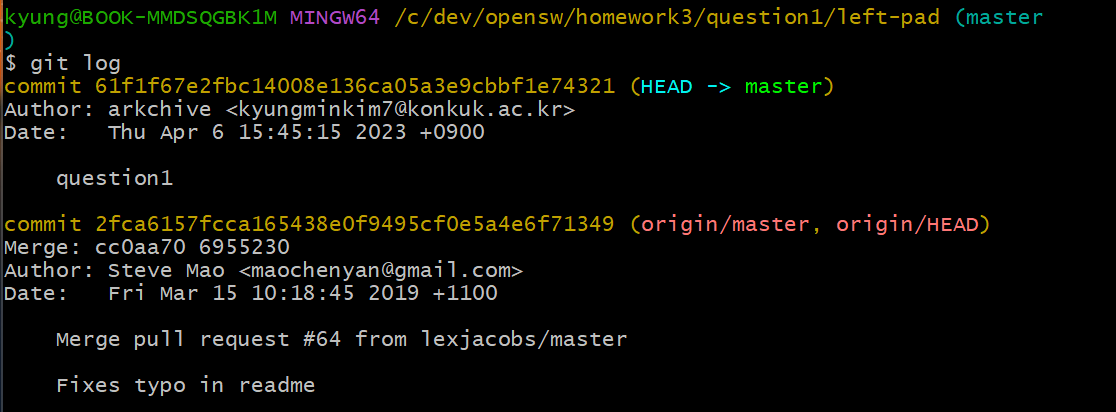 kyung@BOOK-MMDSQGBK1M MINGW64 /c/dev/opensw/homework3/question1/left-pad (master
)
$ git log
commit 61f1f67e2fbc14008e136ca05a3e9cbbf1e74321 (HEAD -> master)
Author: arkchive <kyungminkim7@konkuk.ac.kr>
Date:   Thu Apr 6 15:45:15 2023 +0900
    question1
commit 2fca6157fcca165438e0f9495cf0e5a4e6f71349 (origin/master, origin/HEAD)
Merge: cc0aa70 6955230
Author: Steve Mao <maochenyan@gmail.com>
Date:   Fri Mar 15 10:18:45 2019 +1100
    Merge pull request #64 from lexjacobs/master
    Fixes typo in readme